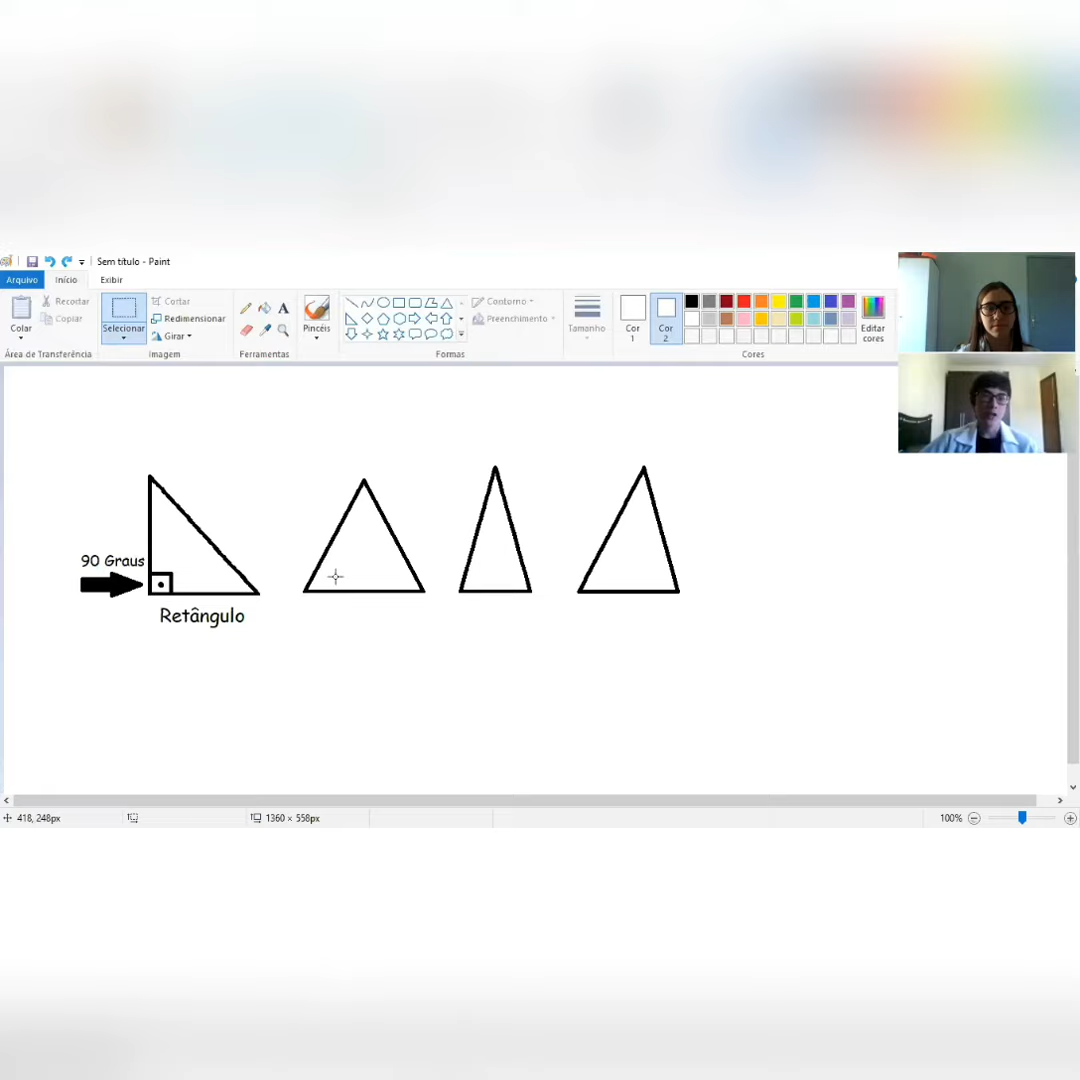 Sem título - Paint
Arquivo
Início
Exibir
Colar
Recortar
Copiar
Área de Transferência
Selecionar
Cortar
Redimensionar
Girar
Imagem
A
Ferramentas
Pincéis
Contorno
Preenchimento
Formas
Tamanho
Cor
1
Cor
2
Editar
cores
Cores
90 Graus
Retângulo
418, 248px
1360 × 558px
100%